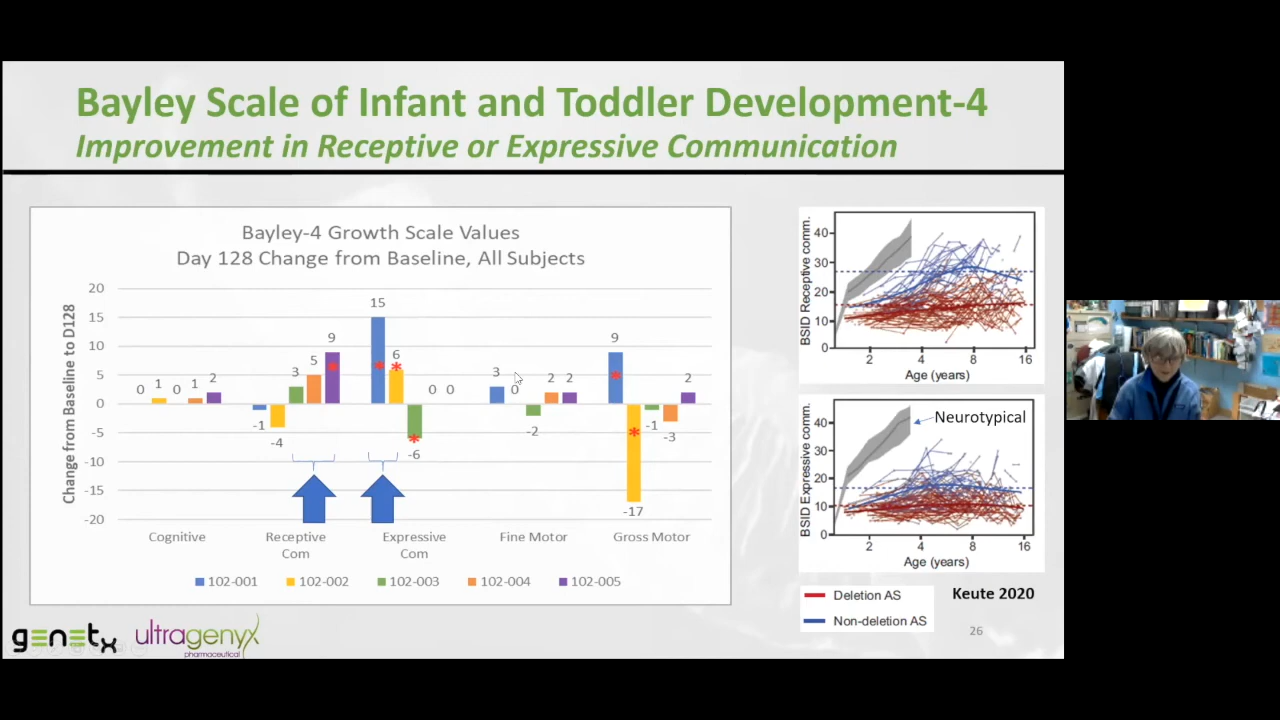 Bayley Scale of Infant and Toddler Development-4
Improvement in Receptive or Expressive Communication
Bayley-4 Growth Scale Values
Day 128 Change from Baseline, All Subjects
Change from Baseline to D128
20
15
10
5
0
-5
-10
-15
-20
0 1 0 1 2
-1 -4 3 5 9
15 6 -6 0 0
3 0 -2 2 2
9 -17 -1 -3 2
* * * * * *
Cognitive
Receptive
Com
Expressive
Com
Fine Motor
Gross Motor
102-001 102-002 102-003 102-004 102-005
BSID Receptive comm.
40
30
20
10
0
2 4 8 16
Age (years)
BSID Expressive comm.
40
30
20
10
0
Neurotypical
2 4 8 16
Age (years)
Deletion AS
Non-deletion AS
Keute 2020
26
genetx
ultragenyx
pharmaceutical